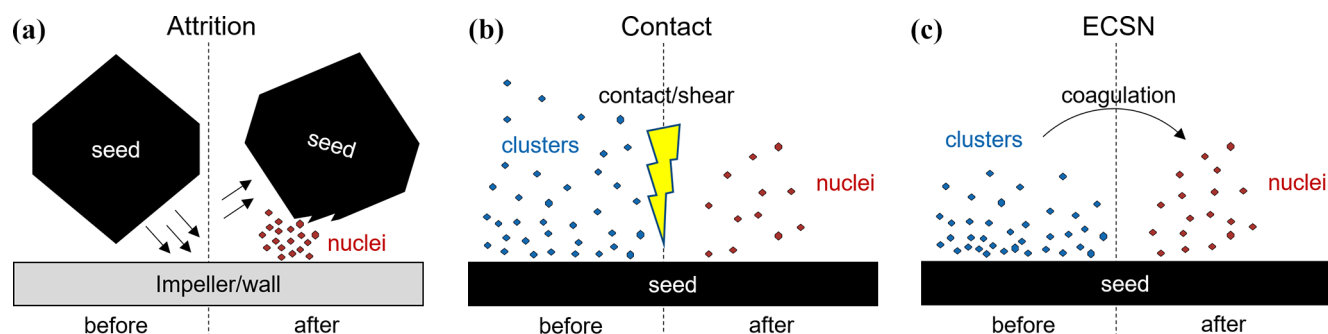 (a)
Attrition
seed
seed
nuclei
Impeller/wall
before
after
(b)
Contact
contact/shear
clusters
nuclei
seed
before
after
(c)
ECSN
coagulation
clusters
nuclei
seed
before
after